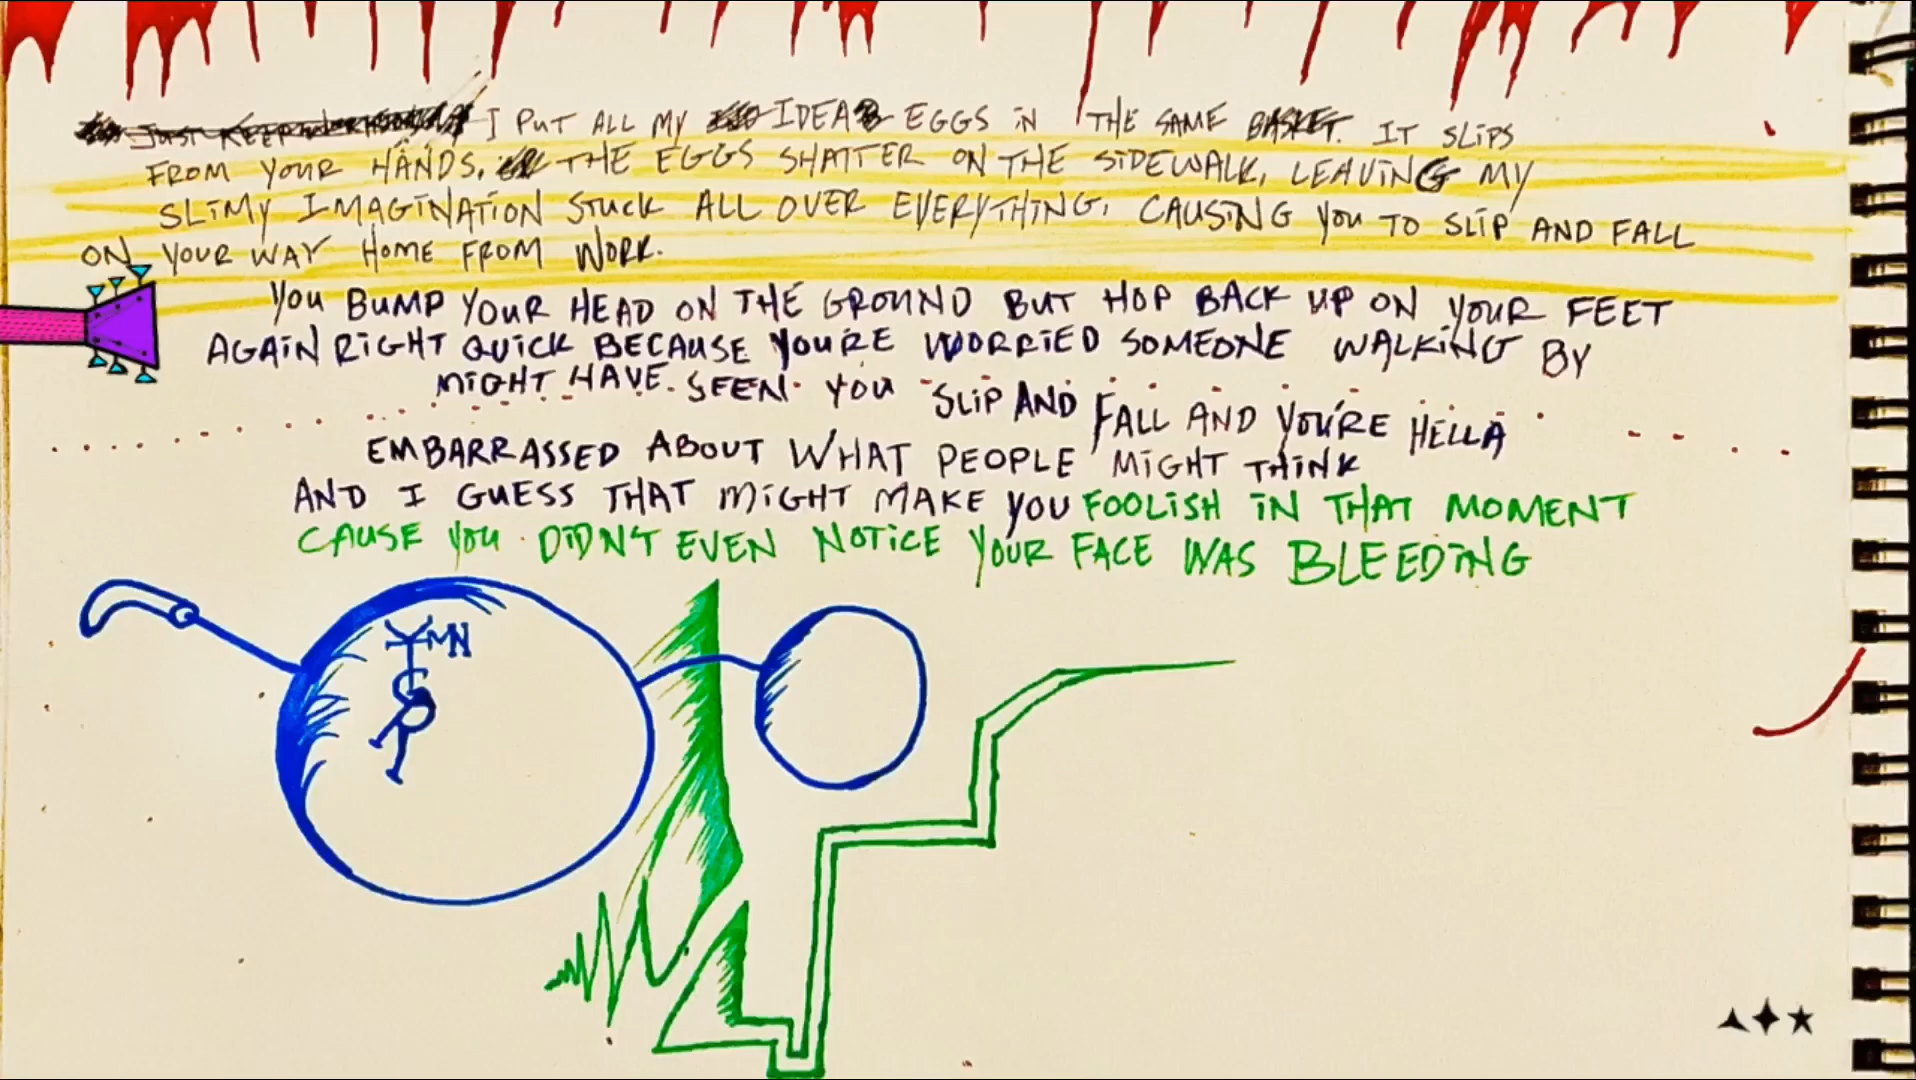 JUST KEEP I PUT ALL MY IDEA EGGS IN THE SAME BASKET. IT SLIPS
FROM YOUR HANDS. THE EGGS SHATTER ON THE SIDEWALK, LEAVING MY
SLIMY IMAGINATION STUCK ALL OVER EVERYTHING, CAUSING YOU TO SLIP AND FALL
ON YOUR WAY HOME FROM WORK.
YOU BUMP YOUR HEAD ON THE GROUND BUT HOP BACK UP ON YOUR FEET
AGAIN RIGHT QUICK BECAUSE YOU'RE WORRIED SOMEONE WALKING BY
MIGHT HAVE SEEN YOU SLIP AND FALL AND YOU'RE HELLA
EMBARRASSED ABOUT WHAT PEOPLE MIGHT THINK
AND I GUESS THAT MIGHT MAKE YOU FOOLISH IN THAT MOMENT
CAUSE YOU DIDN'T EVEN NOTICE YOUR FACE WAS BLEEDING